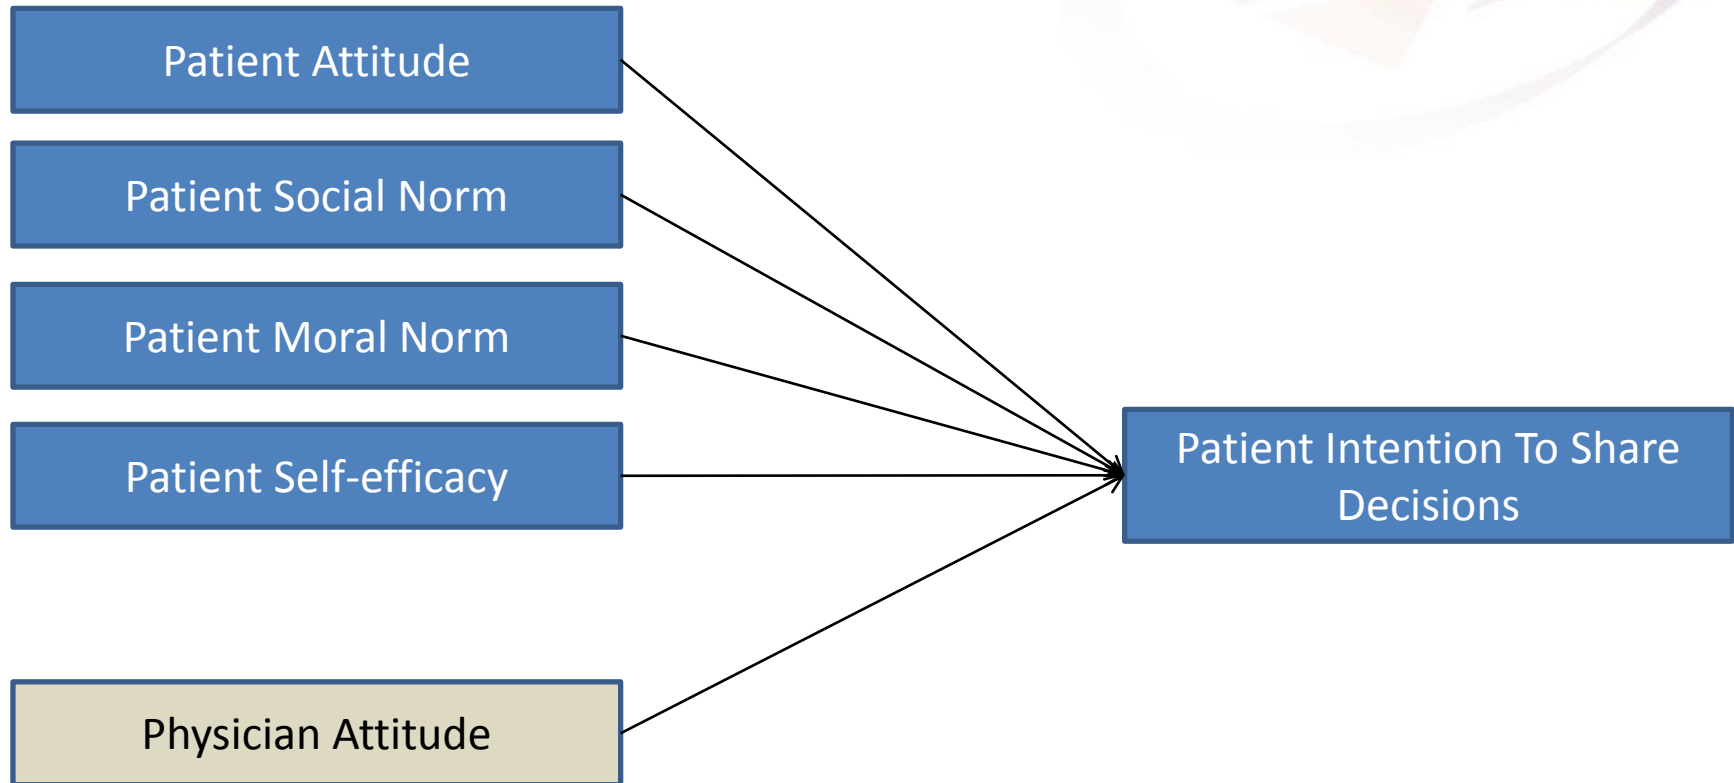 Patient Attitude
Patient Social Norm
Patient Moral Norm
Patient Self-efficacy
Patient Intention To Share
Decisions
Physician Attitude